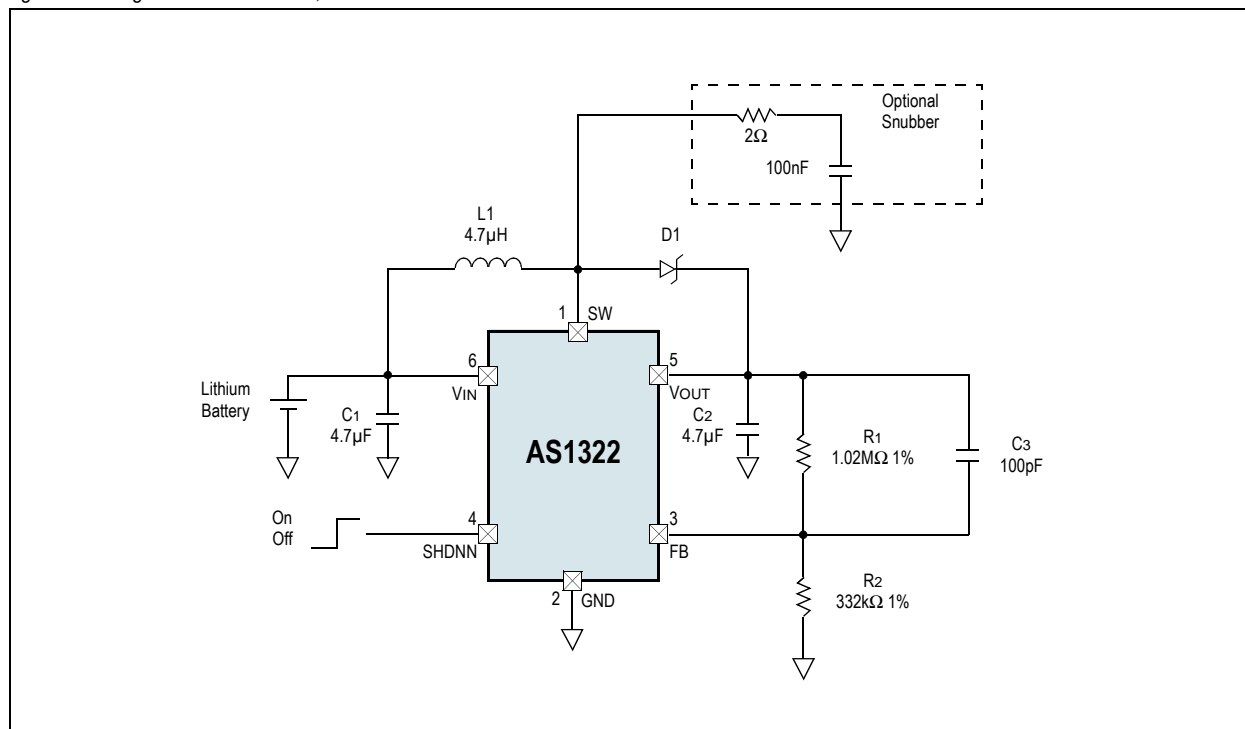 Optional
Snubber
2Ω
100nF
L1
4.7µH
D1
1
SW
6
VIN
5
VOUT
Lithium
Battery
C1
4.7µF
C2
4.7µF
AS1322
R1
1.02MΩ 1%
C3
100pF
On
Off
4
SHDNN
3
FB
2
GND
R2
332kΩ 1%